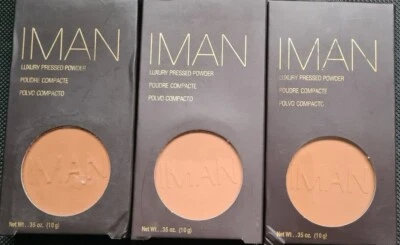 IMAN
LUXURY PRESSED POWDER
POUDRE COMPACTE
POLVO COMPACTO
IMAN
Net Wt. .35 oz. (10 g)
IMAN
LUXURY PRESSED POWDER
POUDRE COMPACTE
POLVO COMPACTO
IMAN
Net Wt. .35 oz. (10 g)
IMAN
LUXURY PRESSED POWDER
POUDRE COMPACTE
POLVO COMPACTO
IMAN
Net Wt. .35 oz. (10 g)